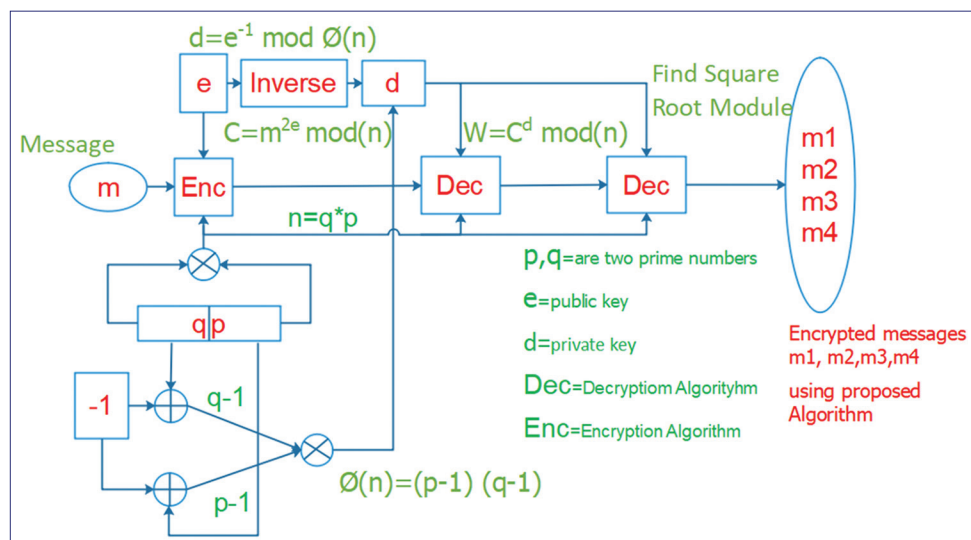 d=e⁻¹ mod Ø(n)
e
Inverse
d
Find Square
Root Module
C=m²ᵉ mod(n)
W=Cᵈ mod(n)
Message
m
Enc
Dec
Dec
m1
m2
m3
m4
n=q*p
p,q=are two prime numbers
e=public key
d=private key
Dec=Decryptiom Algorityhm
Enc=Encryption Algorithm
Encrypted messages
m1, m2,m3,m4
using proposed
Algorithm
q p
-1
q-1
p-1
Ø(n)=(p-1) (q-1)